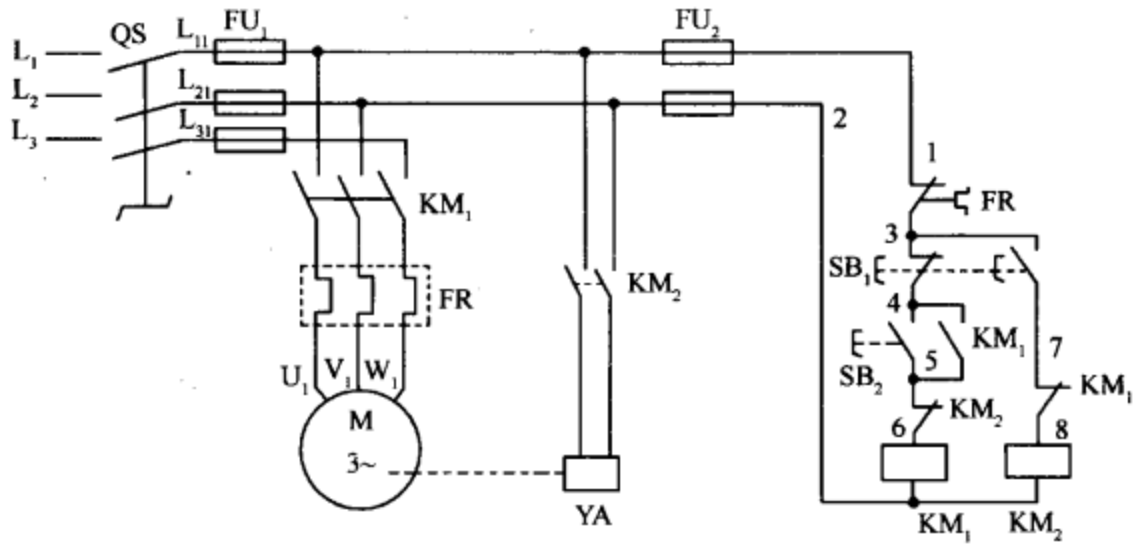 QS
L₁₁
FU₁
FU₂
L₁
L₂
L₂₁
L₃
L₃₁
2
1
KM₁
FR
3
SB₁
KM₂
FR
4
KM₁
7
5
SB₂
U₁
V₁
W₁
KM₁
KM₂
M
6
8
3~
YA
KM₁
KM₂